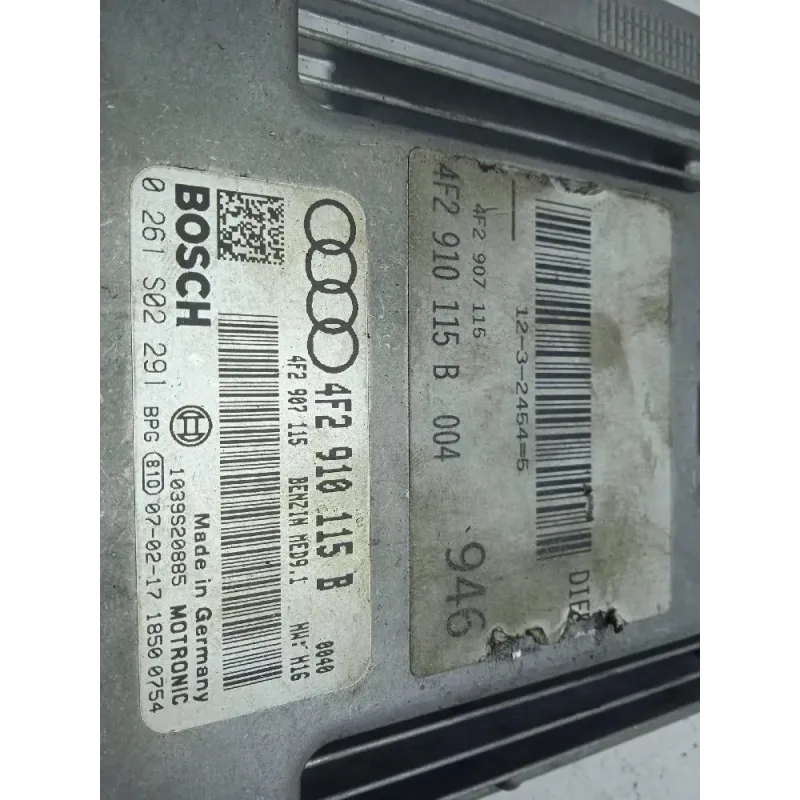 4F2 910 115 B
4F2 907 115 BENZIN MED9.1
0040
HW: H16
BOSCH
Made in Germany
0 261 S02 291
1039S20885 MOTRONIC
BPG 810 07-02-17 1850 0754
12-3-2454=5
4F2 907 115
4F2 910 115 B 004
946